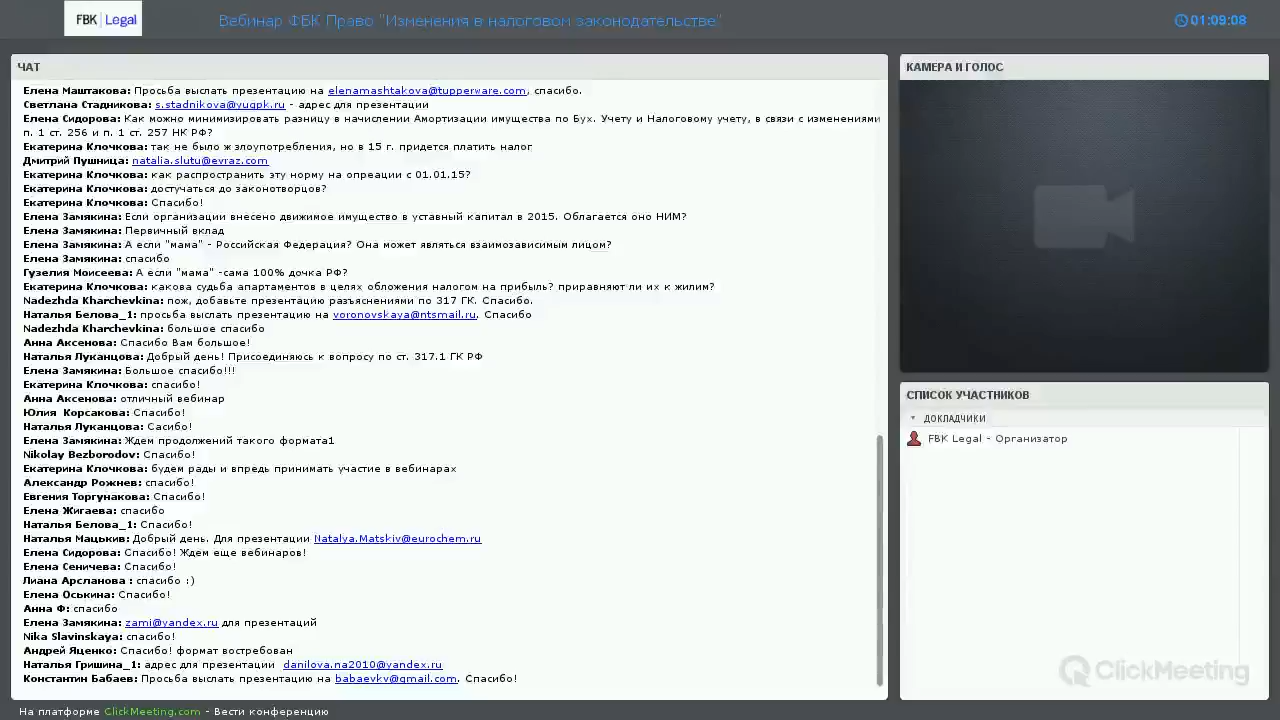 FBK Legal
Вебинар ФБК Право "Изменения в налоговом законодательстве"
01:09:08
ЧАТ
Елена Маштакова: Просьба выслать презентацию на elenamashtakova@tupperware.com, спасибо.
Светлана Стадникова: s.stadnikova@yugpk.ru - адрес для презентации
Елена Сидорова: Как можно минимизировать разницу в начислении Амортизации имущества по Бух. Учету и Налоговому учету, в связи с изменениями
п. 1 ст. 256 и п. 1 ст. 257 НК РФ?
Екатерина Клочкова: так не было ж злоупотребления, но в 15 г. придется платить налог
Дмитрий Пушница: natalia.slutu@evraz.com
Екатерина Клочкова: как распространить эту норму на опреации с 01.01.15?
Екатерина Клочкова: достучаться до законотворцов?
Екатерина Клочкова: Спасибо!
Елена Замякина: Если организации внесено движимое имущество в уставный капитал в 2015. Облагается оно НИМ?
Елена Замякина: Первичный вклад
Елена Замякина: А если "мама" - Российская Федерация? Она может являться взаимозависимым лицом?
Елена Замякина: спасибо
Гузелия Моисеева: А если "мама" -сама 100% дочка РФ?
Екатерина Клочкова: какова судьба апартаментов в целях обложения налогом на прибыль? приравняют ли их к жилим?
Nadezhda Kharchevkina: пож, добавьте презентацию разъяснениями по 317 ГК. Спасибо.
Наталья Белова_1: просьба выслать презентацию на voronovskaya@ntsmail.ru. Спасибо
Nadezhda Kharchevkina: большое спасибо
Анна Аксенова: Спасибо Вам большое!
Наталья Луканцова: Добрый день! Присоединяюсь к вопросу по ст. 317.1 ГК РФ
Елена Замякина: Большое спасибо!!!
Екатерина Клочкова: спасибо!
Анна Аксенова: отличный вебинар
Юлия Корсакова: Спасибо!
Наталья Луканцова: Сасибо!
Елена Замякина: Ждем продолжений такого формата1
Nikolay Bezborodov: Спасибо!
Екатерина Клочкова: будем рады и впредь принимать участие в вебинарах
Александр Рожнев: спасибо!
Евгения Торгунакова: Спасибо!
Елена Жигаева: спасибо
Наталья Белова_1: Спасибо!
Наталья Мацькив: Добрый день. Для презентации Natalya.Matskiv@eurochem.ru
Елена Сидорова: Спасибо! Ждем еще вебинаров!
Елена Сеничева: Спасибо!
Лиана Арсланова : спасибо :)
Елена Оськина: Спасибо!
Анна Ф: спасибо
Елена Замякина: zami@yandex.ru для презентаций
Nika Slavinskaya: спасибо!
Андрей Яценко: Спасибо! формат востребован
Наталья Гришина_1: адрес для презентации danilova.na2010@yandex.ru
Константин Бабаев: Просьба выслать презентацию на babaevkv@gmail.com. Спасибо!
КАМЕРА И ГОЛОС
СПИСОК УЧАСТНИКОВ
ДОКЛАДЧИКИ
FBK Legal - Организатор
ClickMeeting
На платформе ClickMeeting.com - Вести конференцию